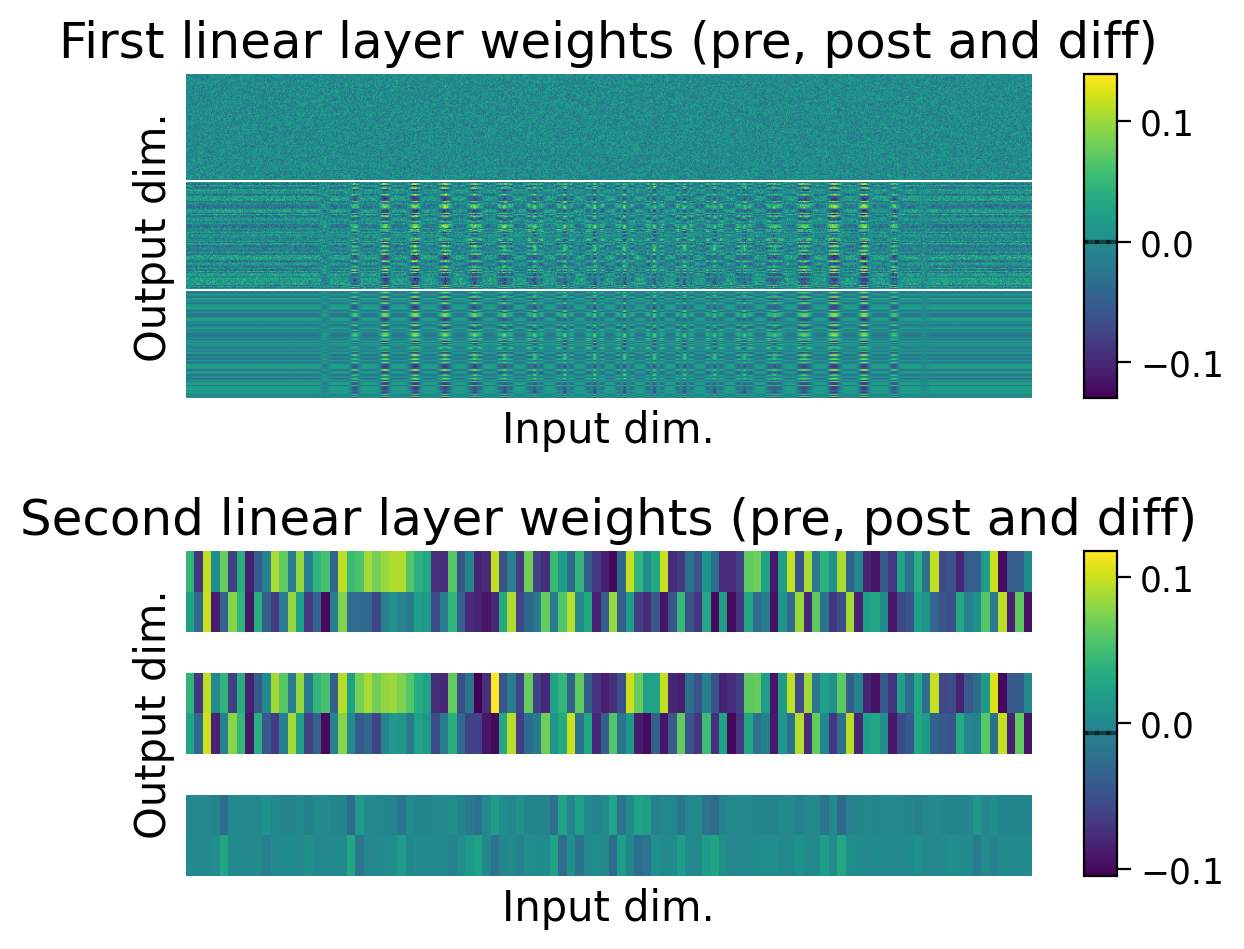 First linear layer weights (pre, post and diff)
Output dim.
Input dim.
0.1
0.0
−0.1
Second linear layer weights (pre, post and diff)
Output dim.
Input dim.
0.1
0.0
−0.1